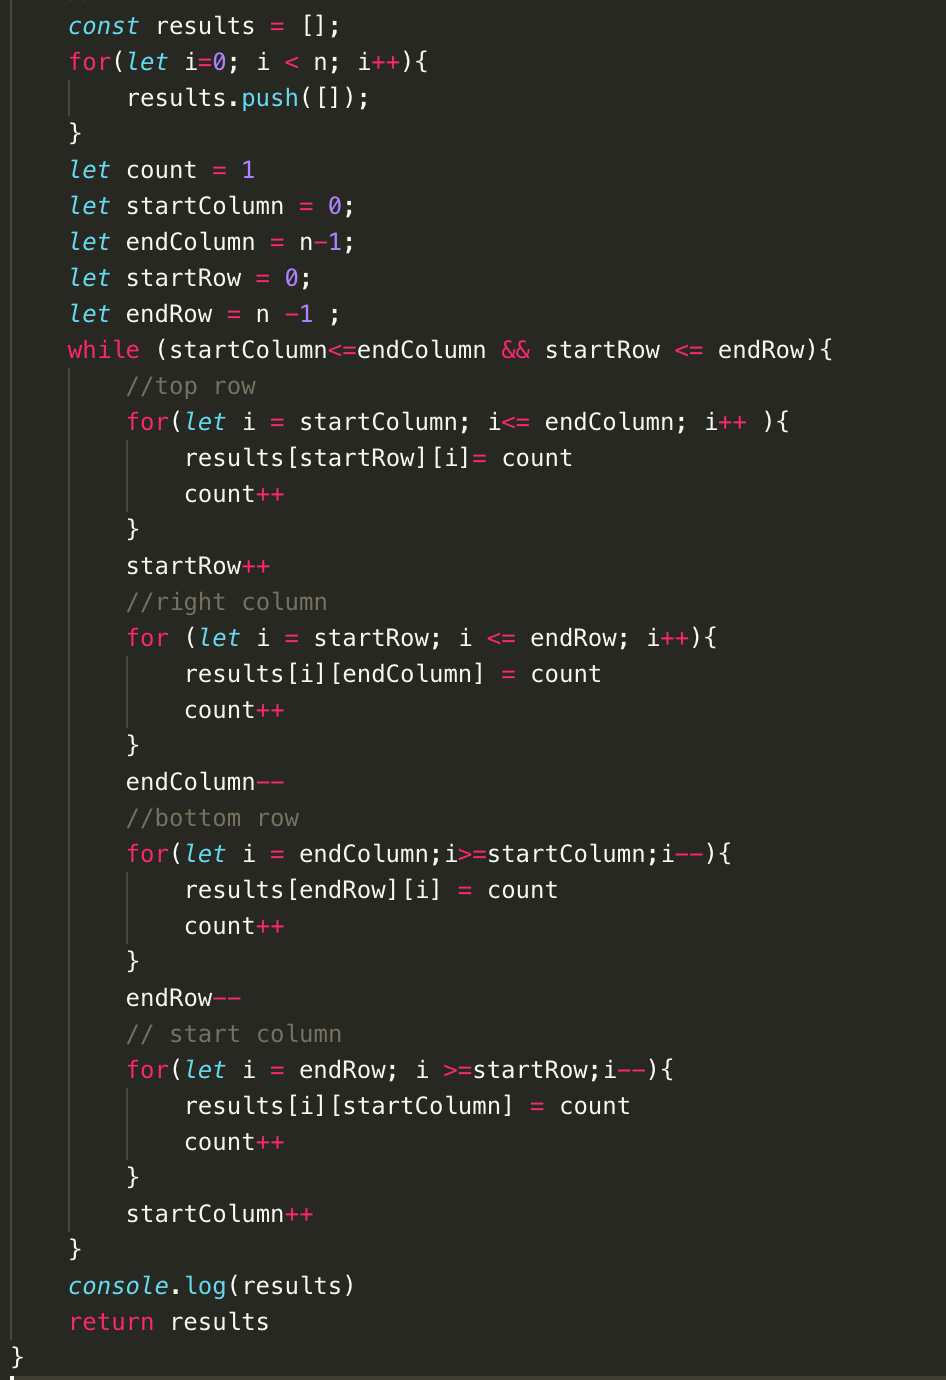 const results = [];
for(let i=0; i < n; i++){
results.push([]);
}
let count = 1
let startColumn = 0;
let endColumn = n-1;
let startRow = 0;
let endRow = n -1 ;
while (startColumn<=endColumn && startRow <= endRow){
//top row
for(let i = startColumn; i<= endColumn; i++ ){
results[startRow][i]= count
count++
}
startRow++
//right column
for (let i = startRow; i <= endRow; i++){
results[i][endColumn] = count
count++
}
endColumn--
//bottom row
for(let i = endColumn;i>=startColumn;i--){
results[endRow][i] = count
count++
}
endRow--
// start column
for(let i = endRow; i >=startRow;i--){
results[i][startColumn] = count
count++
}
startColumn++
}
console.log(results)
return results
}